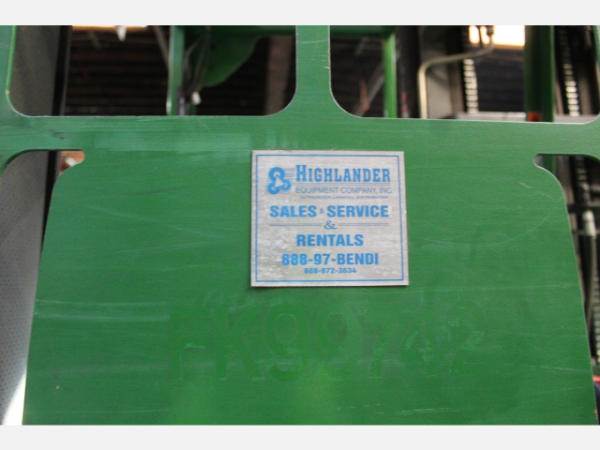 HIGHLANDER
EQUIPMENT COMPANY, INC.
SALES & SERVICE
&
RENTALS
888-97-BENDI
888-972-3634